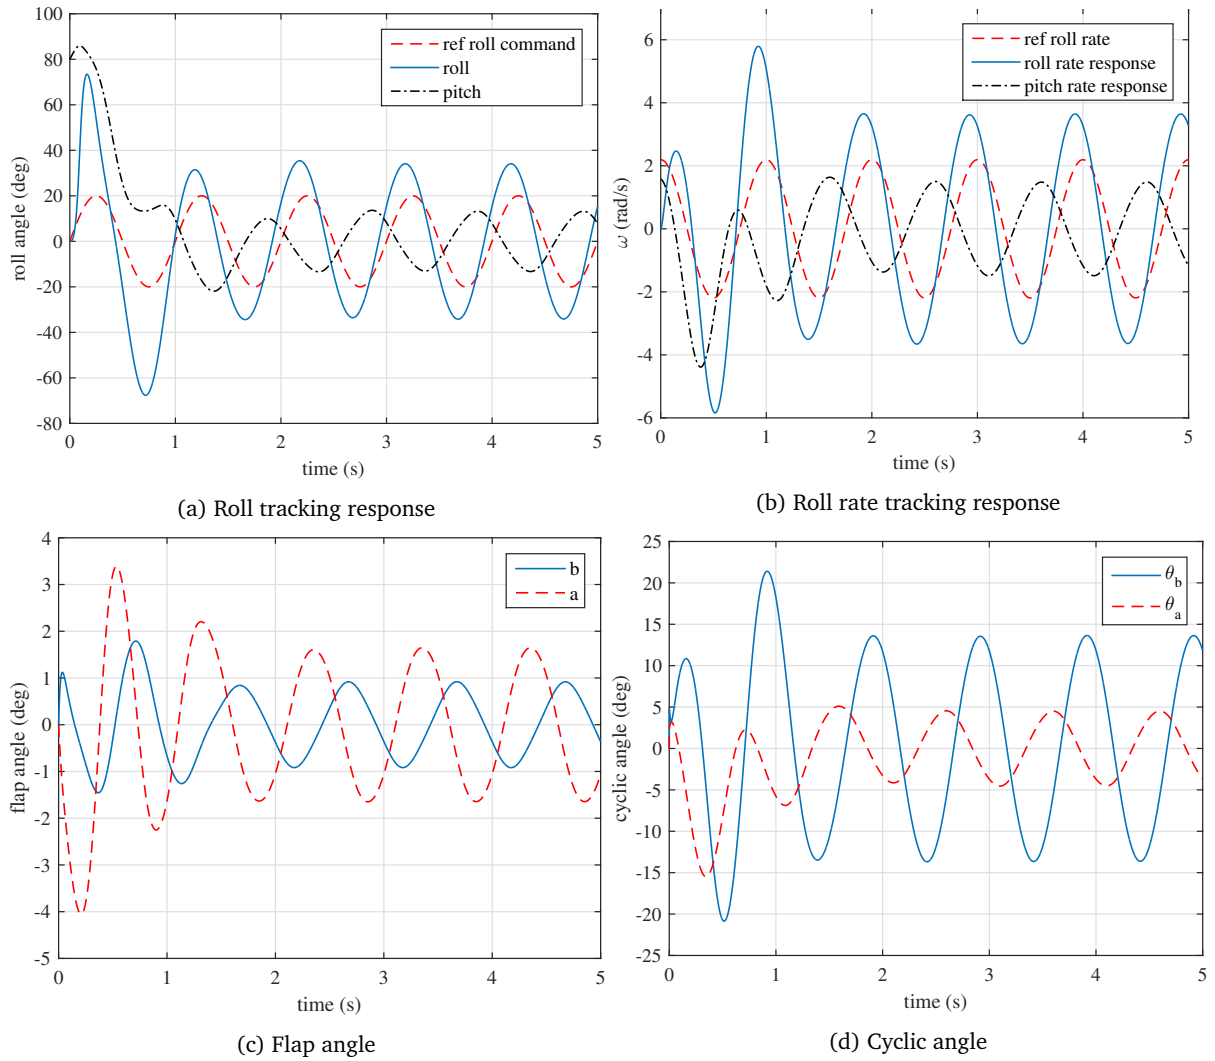 100
80
60
40
20
0
-20
-40
-60
-80
0 1 2 3 4 5
roll angle (deg)
time (s)
ref roll command
roll
pitch
(a) Roll tracking response
6
4
2
0
-2
-4
-6
0 1 2 3 4 5
ω (rad/s)
time (s)
ref roll rate
roll rate response
pitch rate response
(b) Roll rate tracking response
4
3
2
1
0
-1
-2
-3
-4
-5
0 1 2 3 4 5
flap angle (deg)
time (s)
b
a
(c) Flap angle
25
20
15
10
5
0
-5
-10
-15
-20
-25
0 1 2 3 4 5
cyclic angle (deg)
time (s)
θ_b
θ_a
(d) Cyclic angle